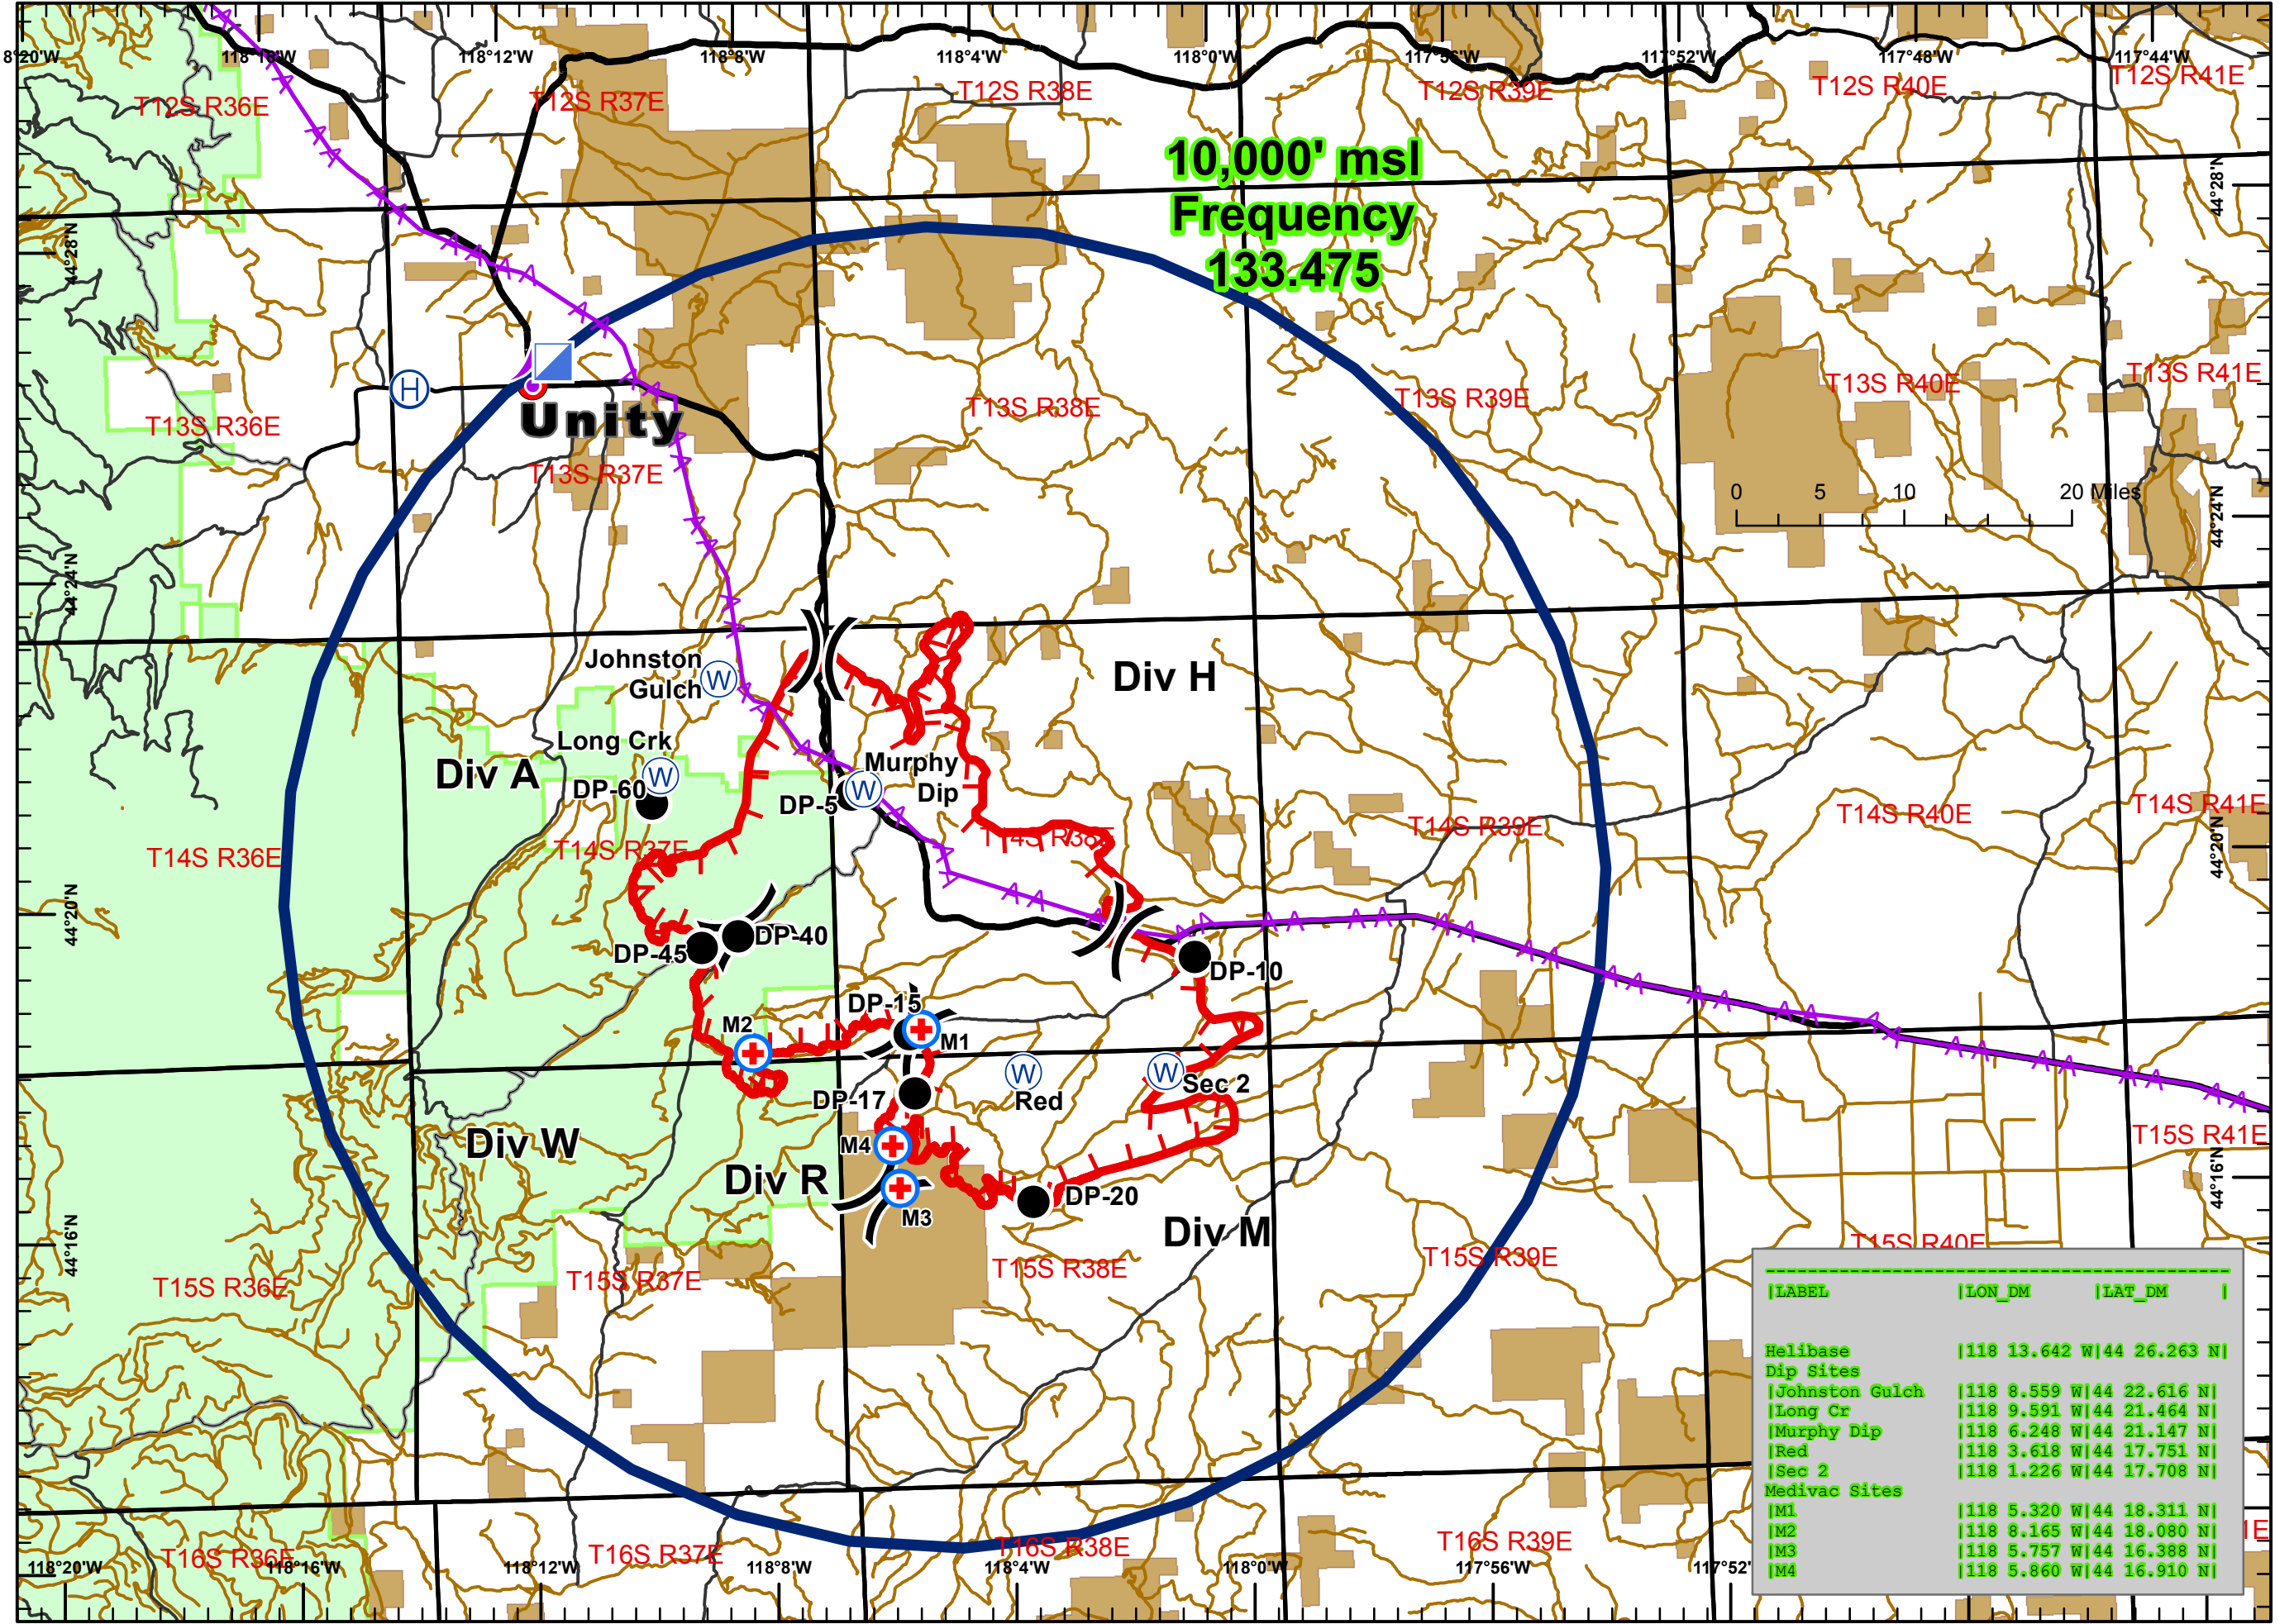 8°20'W 118°16'W 118°12'W 118°8'W 118°4'W 118°0'W 117°56'W 117°52'W 117°48'W 117°44'W
T12S R36E T12S R37E T12S R38E T12S R39E T12S R40E T12S R41E
10,000' msl
Frequency
133.475
44°28'N 44°28'N
H
Unity
T13S R36E T13S R37E T13S R38E T13S R39E T13S R40E T13S R41E
0 5 10 20 Miles
44°24'N 44°24'N
Johnston
Gulch
W
Div H
Long Crk
W
Div A
DP-60
Murphy
Dip
W
DP-5
T14S R36E T14S R37E T14S R38E T14S R39E T14S R40E T14S R41E
44°20'N 44°20'N
DP-40
DP-45
DP-10
DP-15
M1
M2
W
Red
W
Sec 2
DP-17
Div W
M4
Div R
M3
DP-20
Div M
44°16'N 44°16'N
T15S R36E T15S R37E T15S R38E T15S R39E T15S R40E T15S R41E
|LABEL |LON_DM |LAT_DM |
Helibase |118 13.642 W|44 26.263 N|
Dip Sites
|Johnston Gulch |118 8.559 W|44 22.616 N|
|Long Cr |118 9.591 W|44 21.464 N|
|Murphy Dip |118 6.248 W|44 21.147 N|
|Red |118 3.618 W|44 17.751 N|
|Sec 2 |118 1.226 W|44 17.708 N|
Medivac Sites
|M1 |118 5.320 W|44 18.311 N|
|M2 |118 8.165 W|44 18.080 N|
|M3 |118 5.757 W|44 16.388 N|
|M4 |118 5.860 W|44 16.910 N|
T16S R36E T16S R37E T16S R38E T16S R39E 1E
118°20'W 118°16'W 118°12'W 118°8'W 118°4'W 118°0'W 117°56'W 117°52'